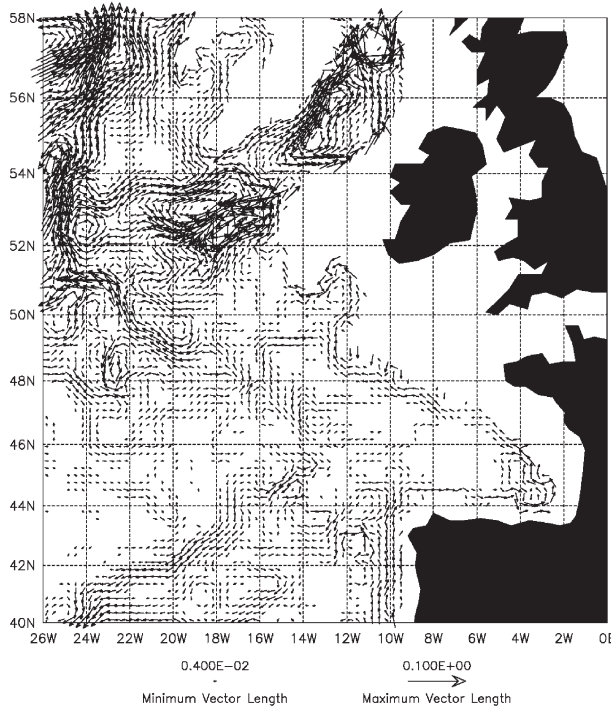 58N
56N
54N
52N
50N
48N
46N
44N
42N
40N
26W 24W 22W 20W 18W 16W 14W 12W 10W 8W 6W 4W 2W 0E
0.400E-02 0.100E+00
Minimum Vector Length Maximum Vector Length